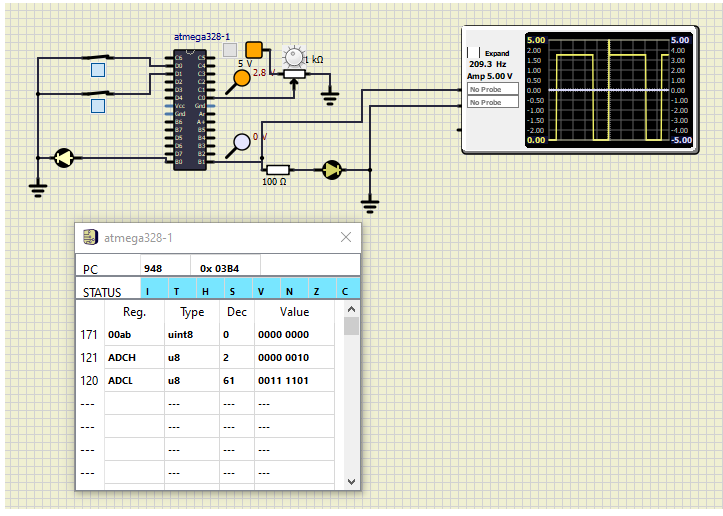 atmega328-1
5 V
1 kΩ
2.8 V
C6 C5
D0 C4
D1 C3
D2 C2
D3 C1
D4 C0
Vcc Gnd
Gnd Ar
B6 A+
B7 B5
D5 B4
D6 B3
D7 B2
B0 B1
0 V
100 Ω
Expand
209.3 Hz
Amp 5.00 V
No Probe
No Probe
5.00 5.00
2.00 4.00
1.50 3.00
1.00 2.00
0.50 1.00
0.00 0.00
-0.50 -1.00
-1.00 -2.00
-1.50 -3.00
-2.00 -4.00
0.00 -5.00
atmega328-1
PC 948 0x 03B4
STATUS I T H S V N Z C
Reg. Type Dec Value
171 00ab uint8 0 0000 0000
121 ADCH u8 2 0000 0010
120 ADCL u8 61 0011 1101
--- --- --- ---
--- --- --- ---
--- --- --- ---
--- --- --- ---